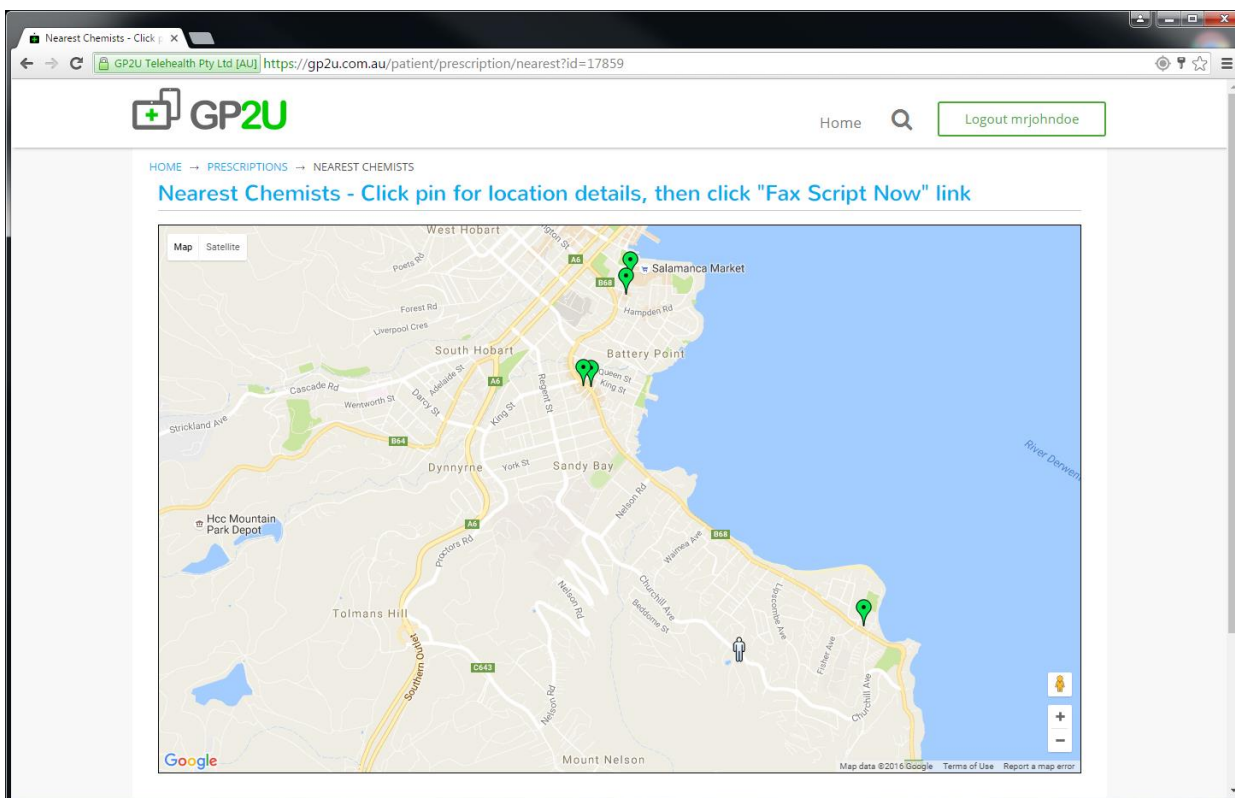 Nearest Chemists - Click
GP2U Telehealth Pty Ltd [AU] https://gp2u.com.au/patient/prescription/nearest?id=17859
GP2U
Home
Logout mrjohndoe
HOME → PRESCRIPTIONS → NEAREST CHEMISTS
Nearest Chemists - Click pin for location details, then click "Fax Script Now" link
Map Satellite
West Hobart
Poets Rd
A6
Salamanca Market
B68
Forest Rd
Hampden Rd
Liverpool Cres
South Hobart
Battery Point
Adelaide St
A6
Regent St
Queen St
King St
Cascade Rd
Darcy St
Wentworth St
King St
Strickland Ave
B64
River Derwent
Dynnyrne
York St
Sandy Bay
Nelson Rd
Hcc Mountain
Park Depot
A6
Proctors Rd
B68
Waimea Ave
Churchill Ave
Nelson Rd
Beddome St
Lipscombe Ave
Tolmans Hill
Southern Outlet
Fisher Ave
C643
Nelson Rd
Churchill Ave
Mount Nelson
Google
Map data ©2016 Google Terms of Use Report a map error